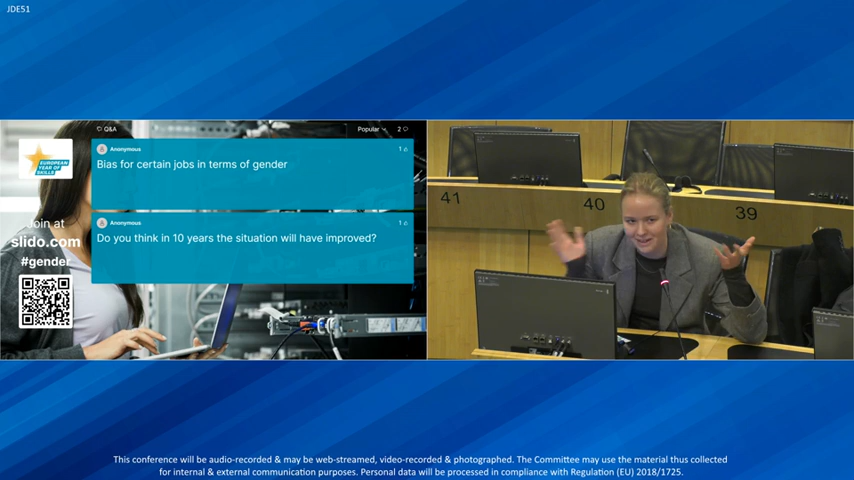 JDE51
Q&A
Popular
2
EUROPEAN
YEAR OF
SKILLS
Join at
slido.com
#gender
Anonymous
1
Bias for certain jobs in terms of gender
Anonymous
1
Do you think in 10 years the situation will have improved?
41
40
39
This conference will be audio-recorded & may be web-streamed, video-recorded & photographed. The Committee may use the material thus collected
for internal & external communication purposes. Personal data will be processed in compliance with Regulation (EU) 2018/1725.